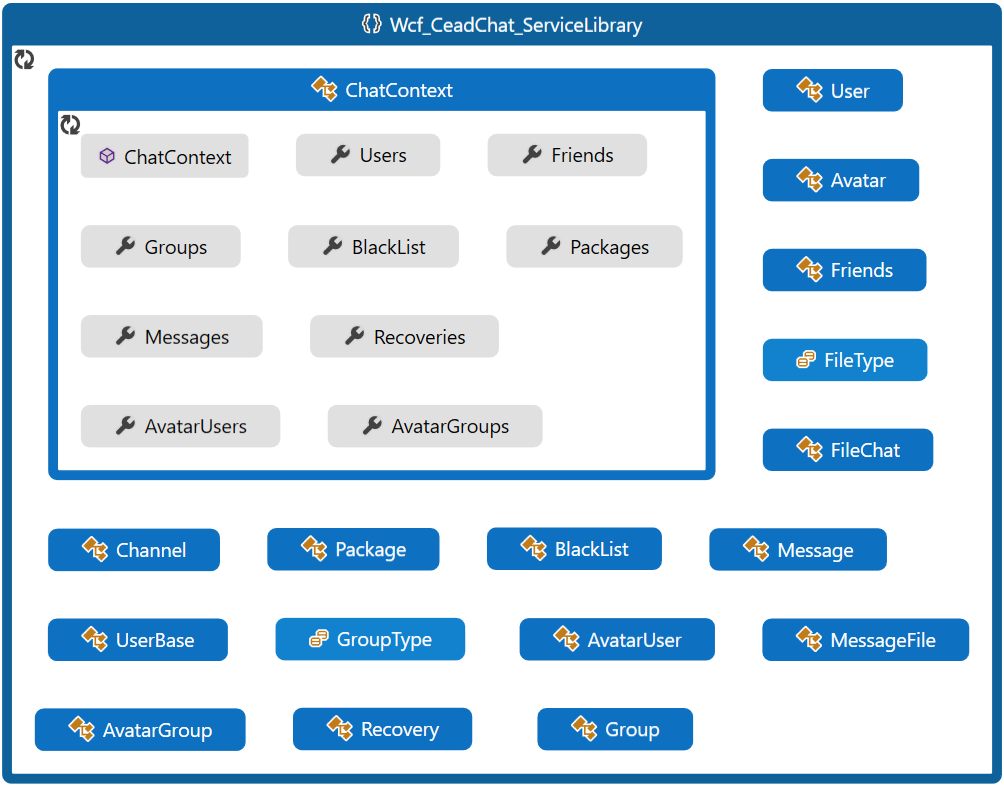 Wcf_CeadChat_ServiceLibrary
ChatContext
ChatContext Users Friends
Groups BlackList Packages
Messages Recoveries
AvatarUsers AvatarGroups
User
Avatar
Friends
FileType
FileChat
Channel Package BlackList Message
UserBase GroupType AvatarUser MessageFile
AvatarGroup Recovery Group